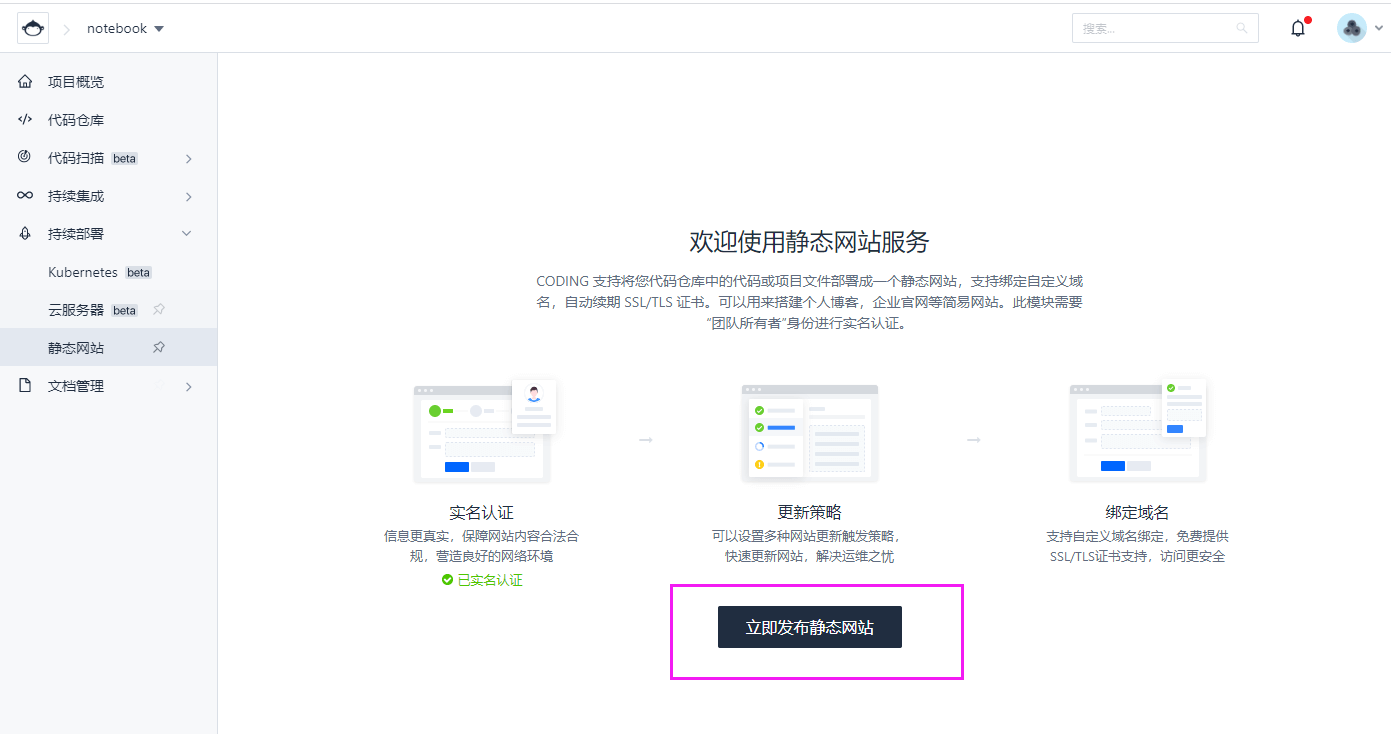 notebook
搜索...
项目概览
代码仓库
代码扫描 beta
持续集成
持续部署
Kubernetes beta
云服务器 beta
静态网站
文档管理
欢迎使用静态网站服务
CODING 支持将您代码仓库中的代码或项目文件部署成一个静态网站，支持绑定自定义域
名，自动续期 SSL/TLS 证书。可以用来搭建个人博客，企业官网等简易网站。此模块需要
“团队所有者”身份进行实名认证。
实名认证
信息更真实，保障网站内容合法合
规，营造良好的网络环境
已实名认证
更新策略
可以设置多种网站更新触发策略，
快速更新网站，解决运维之忧
绑定域名
支持自定义域名绑定，免费提供
SSL/TLS证书支持，访问更安全
立即发布静态网站